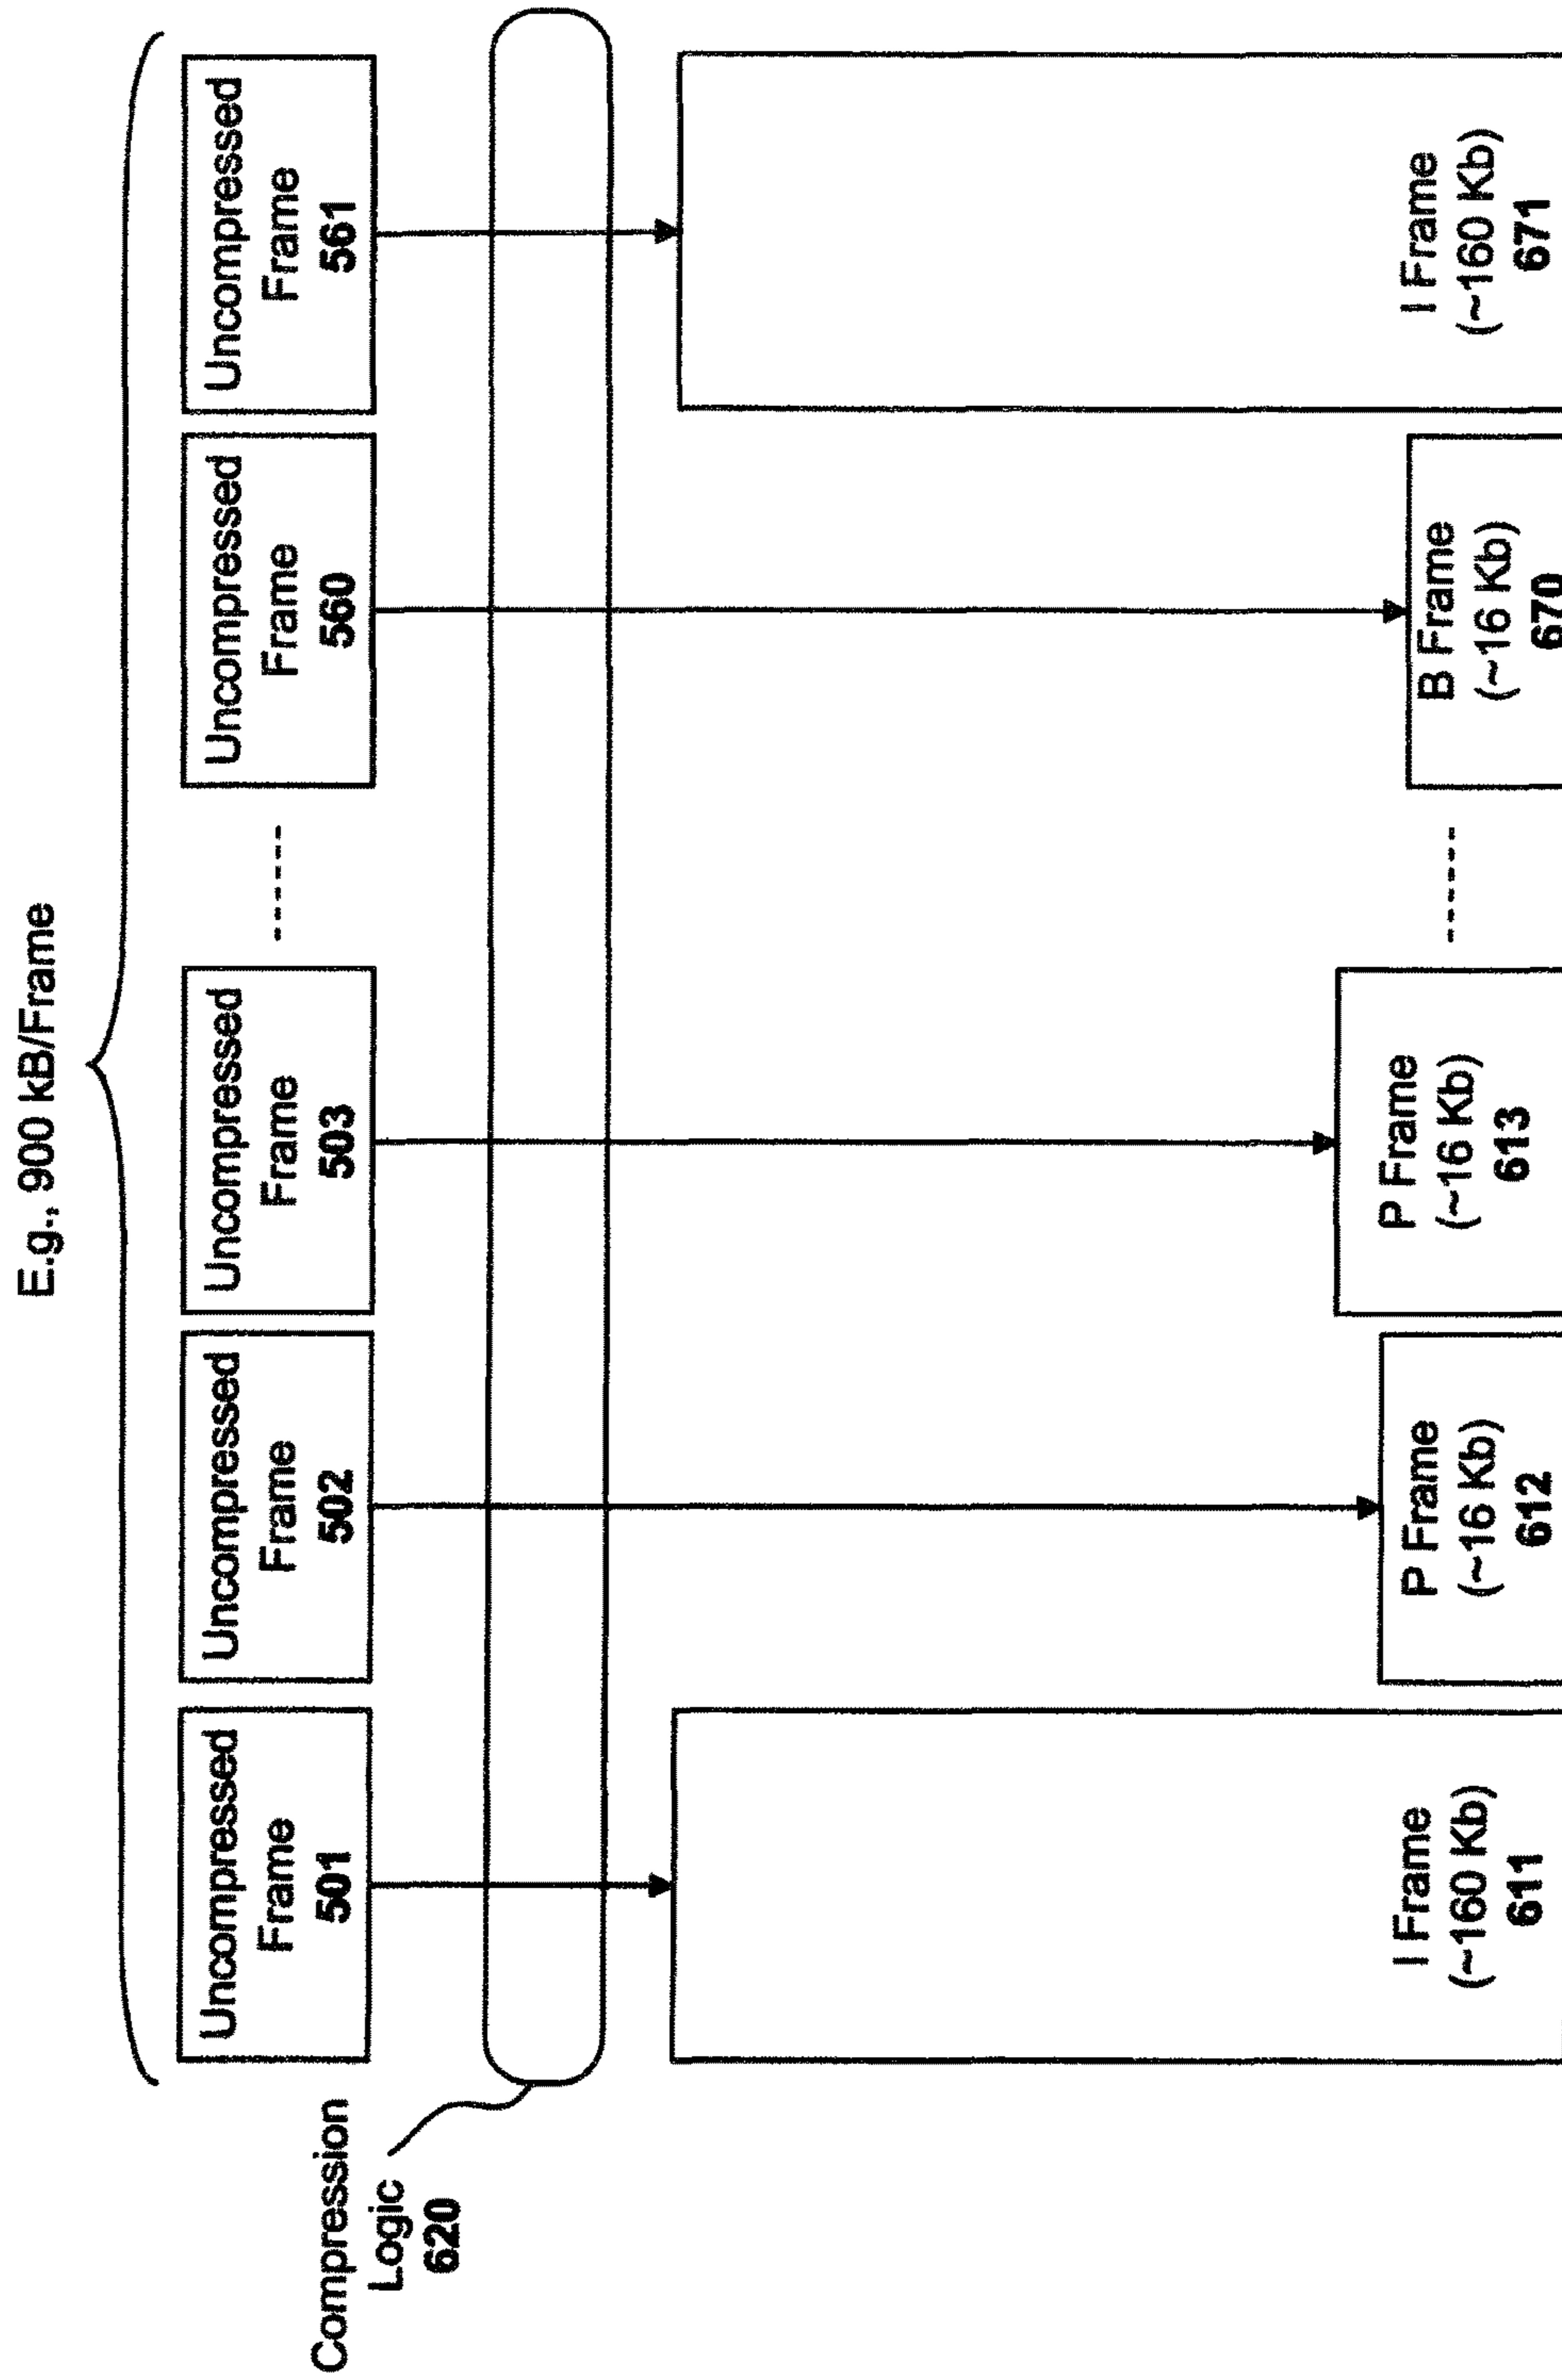 E.g., 900 kB/Frame
Uncompressed
Frame
501
Uncompressed
Frame
502
Uncompressed
Frame
503
------
Uncompressed
Frame
560
Uncompressed
Frame
561
Compression
Logic
620
I Frame
(~160 Kb)
611
P Frame
(~16 Kb)
612
P Frame
(~16 Kb)
613
------
B Frame
(~16 Kb)
670
I Frame
(~160 Kb)
671